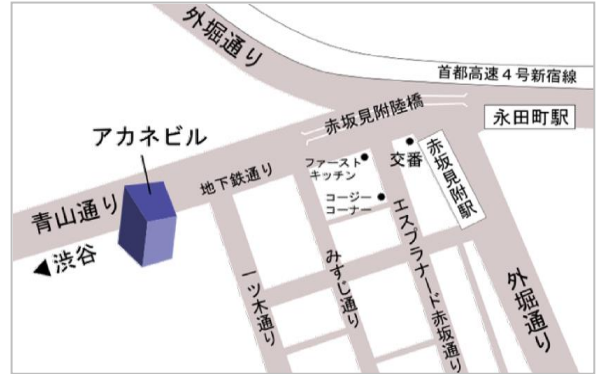 外堀通り
首都高速4号新宿線
赤坂見附陸橋
永田町駅
アカネビル
ファースト
キッチン
交番
赤坂見附駅
地下鉄通り
コージー
コーナー
青山通り
渋谷
エスプラナード赤坂通り
みすじ通り
一ツ木通り
外堀通り